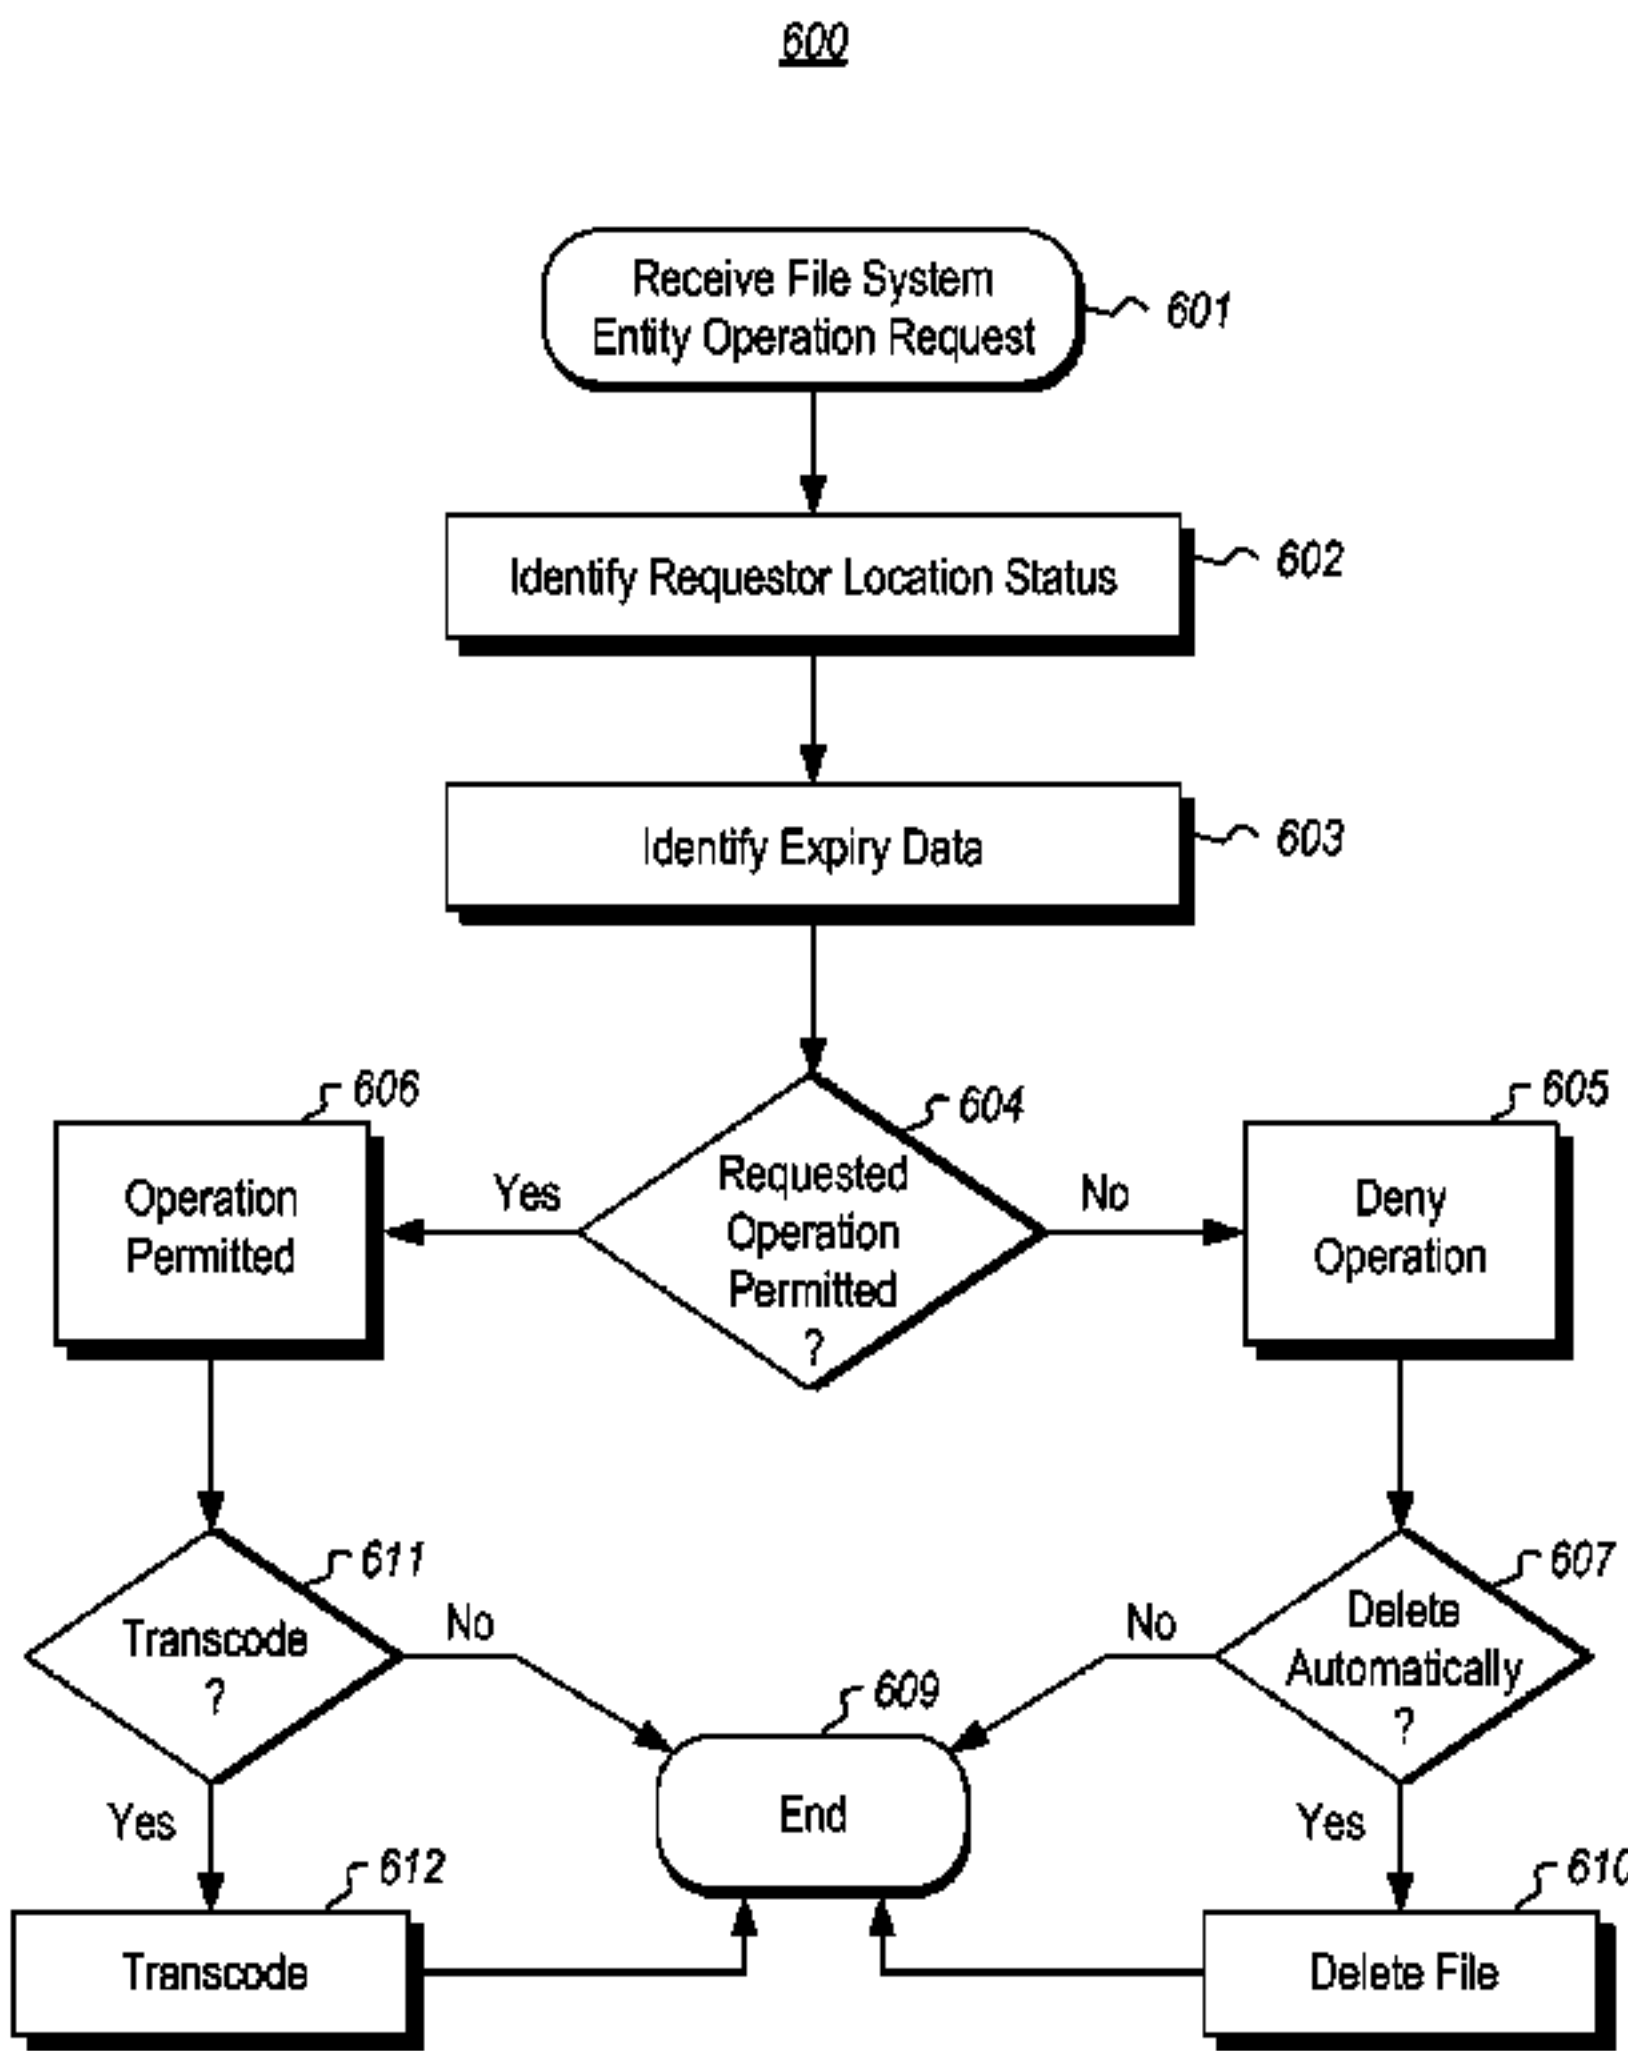 600
Receive File System
Entity Operation Request
601
Identify Requestor Location Status
602
Identify Expiry Data
603
606
Operation
Permitted
Yes
604
Requested
Operation
Permitted
?
No
605
Deny
Operation
611
Transcode
?
No
Yes
607
Delete
Automatically
?
No
Yes
609
End
612
Transcode
610
Delete File